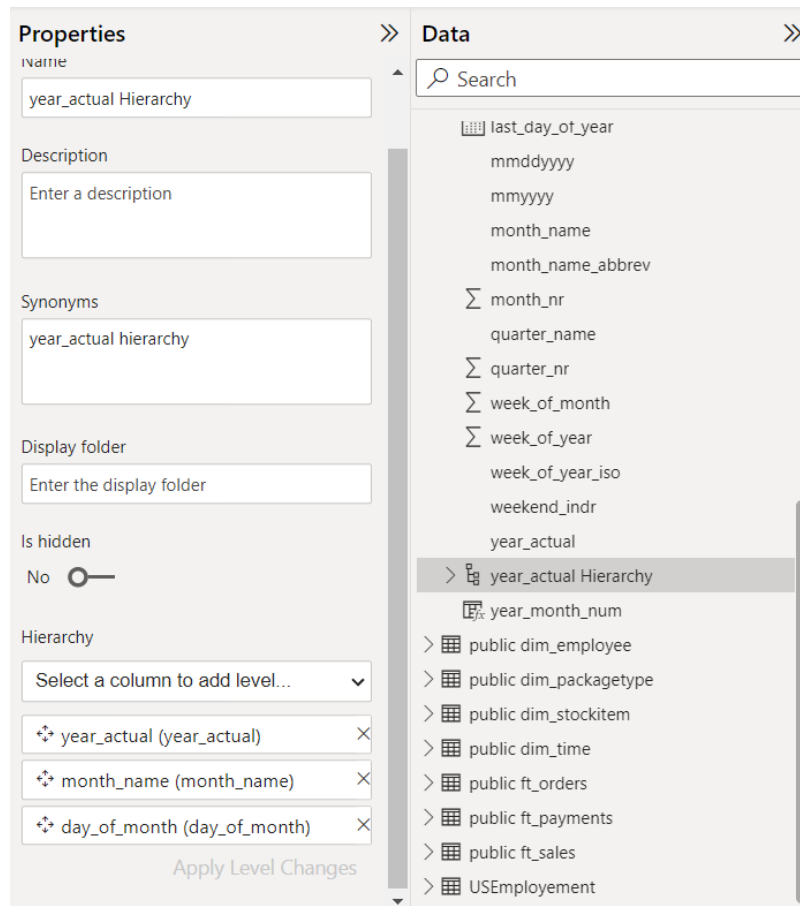 Properties
Name
year_actual Hierarchy
Description
Enter a description
Synonyms
year_actual hierarchy
Display folder
Enter the display folder
Is hidden
No
Hierarchy
Select a column to add level...
year_actual (year_actual)
month_name (month_name)
day_of_month (day_of_month)
Apply Level Changes
Data
Search
last_day_of_year
mmddyyyy
mmyyyy
month_name
month_name_abbrev
month_nr
quarter_name
quarter_nr
week_of_month
week_of_year
week_of_year_iso
weekend_indr
year_actual
year_actual Hierarchy
year_month_num
public dim_employee
public dim_packagetype
public dim_stockitem
public dim_time
public ft_orders
public ft_payments
public ft_sales
USEmployement